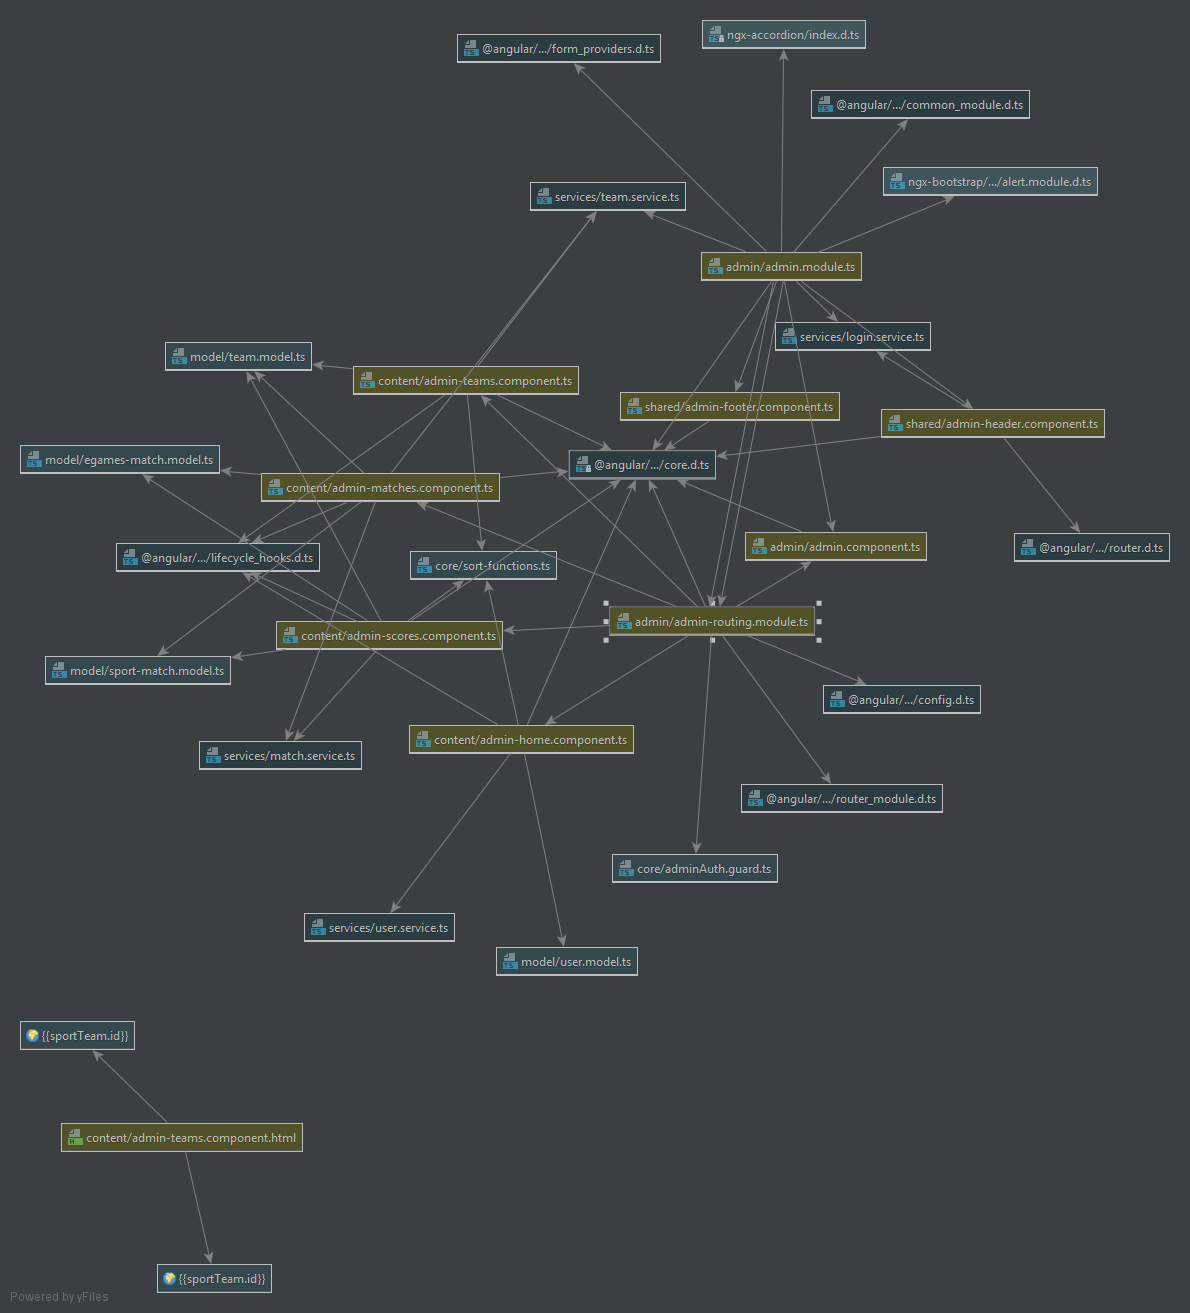 ngx-accordion/index.d.ts
@angular/.../form_providers.d.ts
@angular/.../common_module.d.ts
ngx-bootstrap/.../alert.module.d.ts
services/team.service.ts
admin/admin.module.ts
services/login.service.ts
model/team.model.ts
content/admin-teams.component.ts
shared/admin-footer.component.ts
shared/admin-header.component.ts
model/egames-match.model.ts
@angular/.../core.d.ts
content/admin-matches.component.ts
@angular/.../lifecycle_hooks.d.ts
core/sort-functions.ts
admin/admin.component.ts
@angular/.../router.d.ts
admin/admin-routing.module.ts
content/admin-scores.component.ts
model/sport-match.model.ts
@angular/.../config.d.ts
content/admin-home.component.ts
services/match.service.ts
@angular/.../router_module.d.ts
core/adminAuth.guard.ts
services/user.service.ts
model/user.model.ts
{{sportTeam.id}}
content/admin-teams.component.html
{{sportTeam.id}}
Powered by yFiles